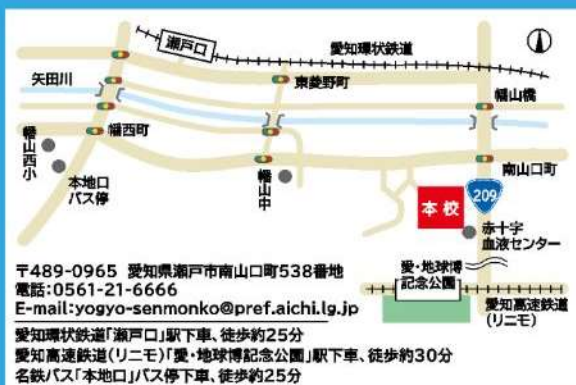 瀬戸口
愛知環状鉄道
矢田川
東菱野町
幡山橋
幡西町
幡山西小
本地口
バス停
幡山中
南山口町
209
本校
赤十字
血液センター
愛・地球博
記念公園
愛知高速鉄道
(リニモ)
〒489-0965 愛知県瀬戸市南山口町538番地
電話:0561-21-6666
E-mail:yogyo-senmonko@pref.aichi.lg.jp
愛知環状鉄道「瀬戸口」駅下車、徒歩約25分
愛知高速鉄道(リニモ)「愛・地球博記念公園」駅下車、徒歩約30分
名鉄バス「本地口」バス停下車、徒歩約25分